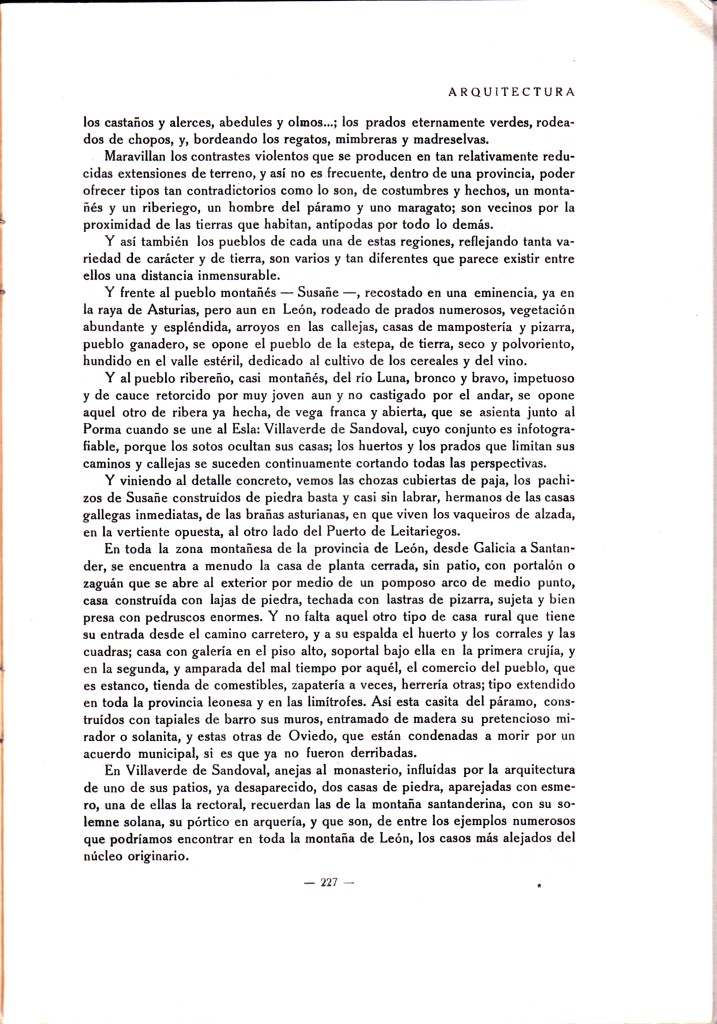 ARQUITECTURA
los castaños y alerces, abedules y olmos...; los prados eternamente verdes, rodea-
dos de chopos, y, bordeando los regatos, mimbreras y madreselvas.
Maravillan los contrastes violentos que se producen en tan relativamente redu-
cidas extensiones de terreno, y así no es frecuente, dentro de una provincia, poder
ofrecer tipos tan contradictorios como lo son, de costumbres y hechos, un monta-
ñés y un riberiego, un hombre del páramo y uno maragato; son vecinos por la
proximidad de las tierras que habitan, antípodas por todo lo demás.
Y así también los pueblos de cada una de estas regiones, reflejando tanta va-
riedad de carácter y de tierra, son varios y tan diferentes que parece existir entre
ellos una distancia inmensurable.
Y frente al pueblo montañés — Susañe —, recostado en una eminencia, ya en
la raya de Asturias, pero aun en León, rodeado de prados numerosos, vegetación
abundante y espléndida, arroyos en las callejas, casas de mampostería y pizarra,
pueblo ganadero, se opone el pueblo de la estepa, de tierra, seco y polvoriento,
hundido en el valle estéril, dedicado al cultivo de los cereales y del vino.
Y al pueblo ribereño, casi montañés, del río Luna, bronco y bravo, impetuoso
y de cauce retorcido por muy joven aun y no castigado por el andar, se opone
aquel otro de ribera ya hecha, de vega franca y abierta, que se asienta junto al
Porma cuando se une al Esla: Villaverde de Sandoval, cuyo conjunto es infotogra-
fiable, porque los sotos ocultan sus casas; los huertos y los prados que limitan sus
caminos y callejas se suceden continuamente cortando todas las perspectivas.
Y viniendo al detalle concreto, vemos las chozas cubiertas de paja, los pachi-
zos de Susañe construídos de piedra basta y casi sin labrar, hermanos de las casas
gallegas inmediatas, de las brañas asturianas, en que viven los vaqueiros de alzada,
en la vertiente opuesta, al otro lado del Puerto de Leitariegos.
En toda la zona montañesa de la provincia de León, desde Galicia a Santan-
der, se encuentra a menudo la casa de planta cerrada, sin patio, con portalón o
zaguán que se abre al exterior por medio de un pomposo arco de medio punto,
casa construída con lajas de piedra, techada con lastras de pizarra, sujeta y bien
presa con pedruscos enormes. Y no falta aquel otro tipo de casa rural que tiene
su entrada desde el camino carretero, y a su espalda el huerto y los corrales y las
cuadras; casa con galería en el piso alto, soportal bajo ella en la primera crujía, y
en la segunda, y amparada del mal tiempo por aquél, el comercio del pueblo, que
es estanco, tienda de comestibles, zapatería a veces, herrería otras; tipo extendido
en toda la provincia leonesa y en las limítrofes. Así esta casita del páramo, cons-
truídos con tapiales de barro sus muros, entramado de madera su pretencioso mi-
rador o solanita, y estas otras de Oviedo, que están condenadas a morir por un
acuerdo municipal, si es que ya no fueron derribadas.
En Villaverde de Sandoval, anejas al monasterio, influídas por la arquitectura
de uno de sus patios, ya desaparecido, dos casas de piedra, aparejadas con esme-
ro, una de ellas la rectoral, recuerdan las de la montaña santanderina, con su so-
lemne solana, su pórtico en arquería, y que son, de entre los ejemplos numerosos
que podríamos encontrar en toda la montaña de León, los casos más alejados del
núcleo originario.
— 227 —